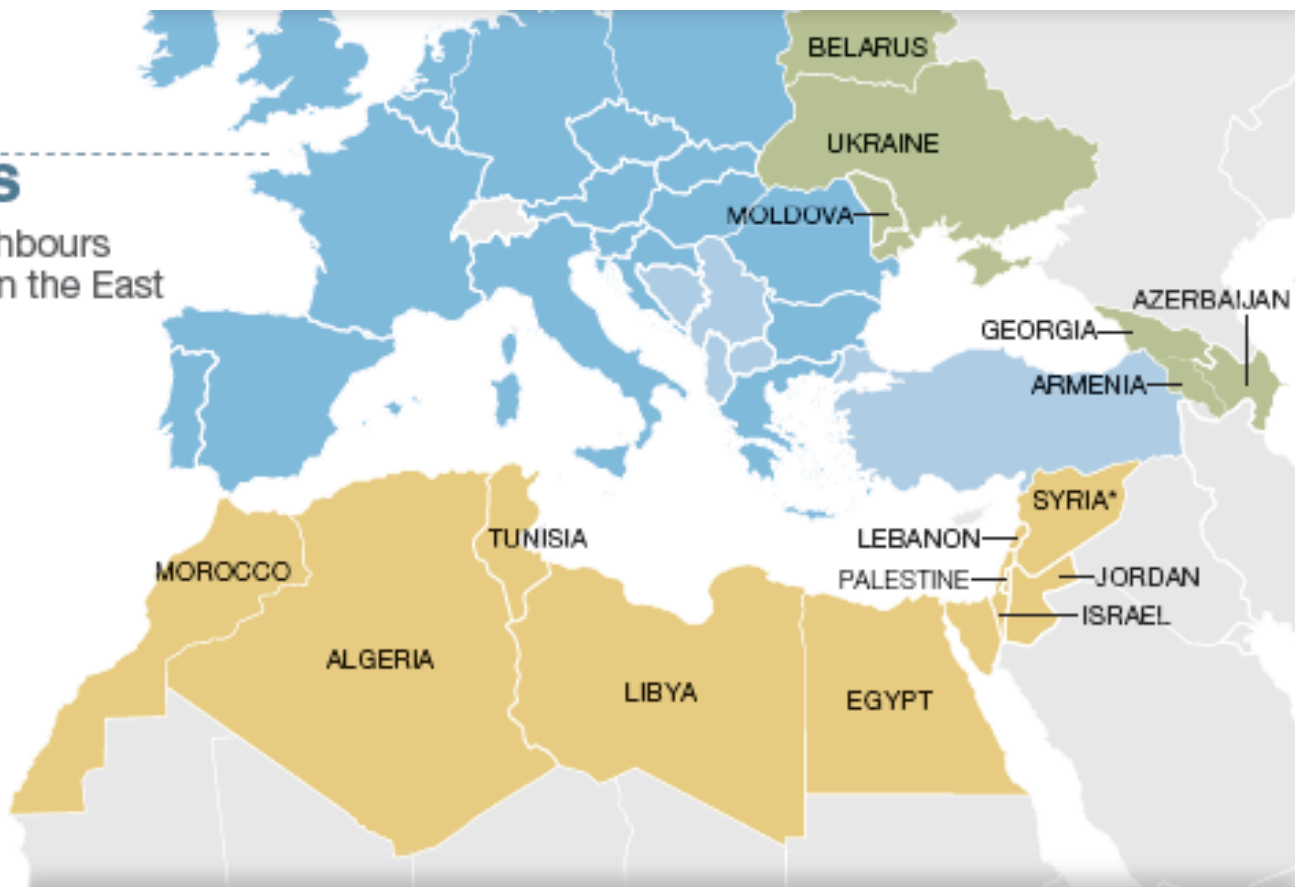 BELARUS
UKRAINE
S
hbours
n the East
MOLDOVA
AZERBAIJAN
GEORGIA
ARMENIA
SYRIA*
TUNISIA
LEBANON
MOROCCO
PALESTINE
JORDAN
ISRAEL
ALGERIA
LIBYA
EGYPT